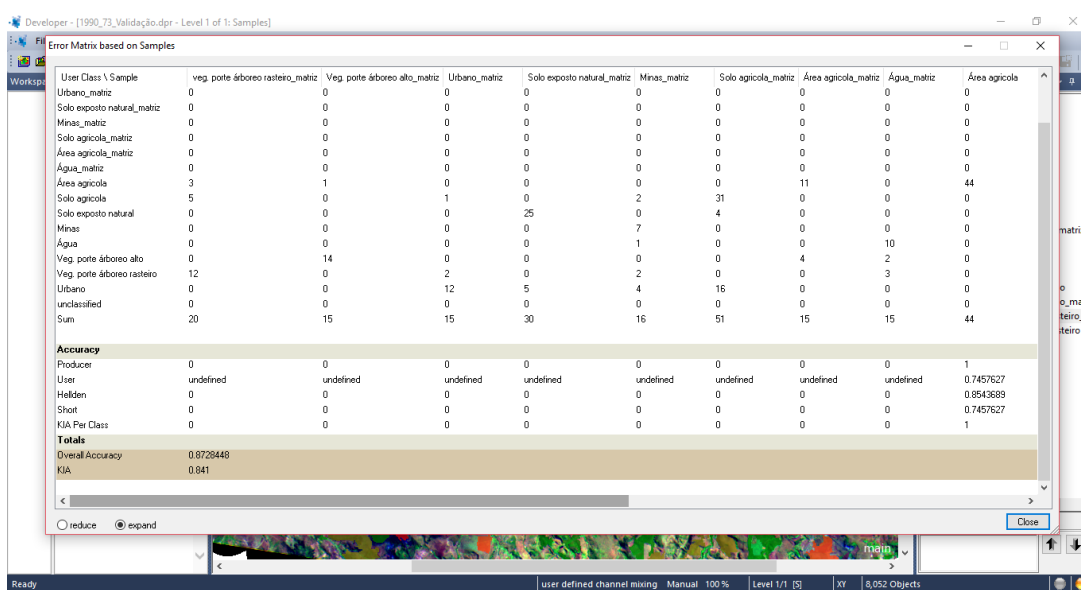 Developer - [1990_73_Validação.dpr - Level 1 of 1: Samples]
Fil
Error Matrix based on Samples
Worksp
User Class \ Sample veg. porte árboreo rasteiro_matriz Veg. porte árboreo alto_matriz Urbano_matriz Solo exposto natural_matriz Minas_matriz Solo agricola_matriz Área agricola_matriz Água_matriz Área agricola
Urbano_matriz 0 0 0 0 0 0 0 0 0
Solo exposto natural_matriz 0 0 0 0 0 0 0 0 0
Minas_matriz 0 0 0 0 0 0 0 0 0
Solo agricola_matriz 0 0 0 0 0 0 0 0 0
Área agricola_matriz 0 0 0 0 0 0 0 0 0
Água_matriz 0 0 0 0 0 0 0 0 0
Área agricola 3 1 0 0 0 0 11 0 44
Solo agricola 5 0 1 0 2 31 0 0 0
Solo exposto natural 0 0 0 25 0 4 0 0 0
Minas 0 0 0 0 7 0 0 0 0
Água 0 0 0 0 1 0 0 10 0
Veg. porte árboreo alto 0 14 0 0 0 0 4 2 0
Veg. porte árboreo rasteiro 12 0 2 0 2 0 0 3 0
Urbano 0 0 12 5 4 16 0 0 0
unclassified 0 0 0 0 0 0 0 0 0
Sum 20 15 15 30 16 51 15 15 44
Accuracy
Producer 0 0 0 0 0 0 0 0 1
User undefined undefined undefined undefined undefined undefined undefined undefined 0.7457627
Hellden 0 0 0 0 0 0 0 0 0.8543689
Short 0 0 0 0 0 0 0 0 0.7457627
KIA Per Class 0 0 0 0 0 0 0 0 1
Totals
Overall Accuracy 0.8728448
KIA 0.841
reduce expand
Close
matri
o_ma
teiro_
steiro
main
Ready user defined channel mixing Manual 100 % Level 1/1 [S] XY 8,052 Objects